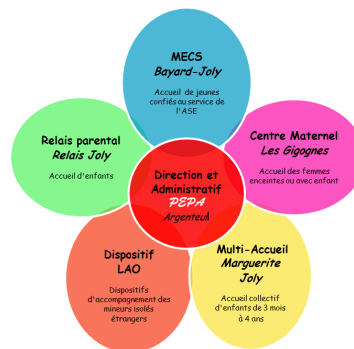 MECS
Bayard-Joly
Accueil de jeunes
confiés au service de
l'ASE
Relais parental
Relais Joly
Accueil d'enfants
Centre Maternel
Les Gigognes
Accueil des femmes
enceintes ou avec enfant
Direction et
Administratif
PEPA
Argenteuil
Dispositif
LAO
Dispositifs
d'accompagnement des
mineurs isolés
étrangers
Multi-Accueil
Marguerite
Joly
Accueil collectif
d'enfants de 3 mois
à 4 ans